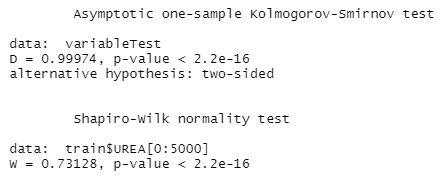 Asymptotic one-sample Kolmogorov-Smirnov test
data:  variableTest
D = 0.99974, p-value < 2.2e-16
alternative hypothesis: two-sided
Shapiro-Wilk normality test
data:  train$UREA[0:5000]
W = 0.73128, p-value < 2.2e-16